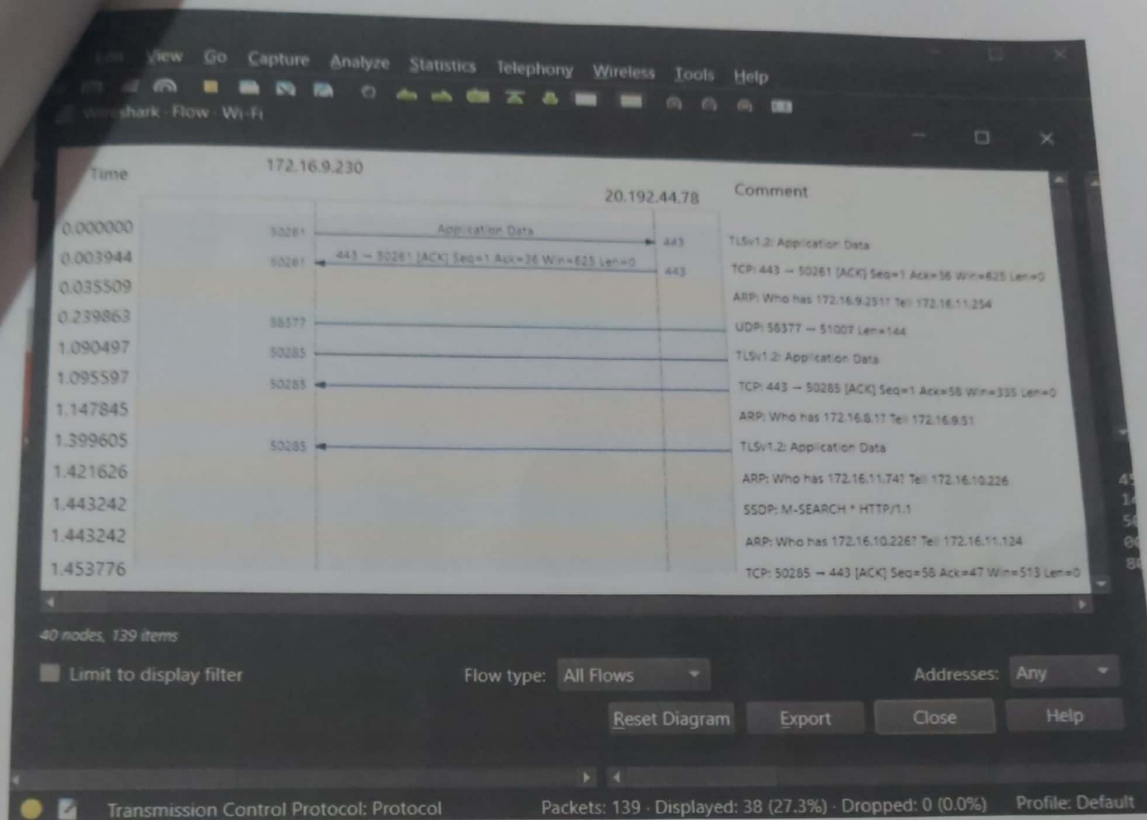 View Go Capture Analyze Statistics Telephony Wireless Tools Help
Wireshark · Flow · Wi-Fi
Time 172.16.9.230 20.192.44.78 Comment
0.000000 50261 Application Data 443 TLSv1.2: Application Data
0.003944 50261 443 → 50261 [ACK] Seq=1 Ack=36 Win=625 Len=0 443 TCP: 443 → 50261 [ACK] Seq=1 Ack=36 Win=625 Len=0
0.035509 ARP: Who has 172.16.9.251? Tell 172.16.11.254
0.239863 56377 UDP: 56377 → 51007 Len=144
1.090497 50285 TLSv1.2: Application Data
1.095597 50285 TCP: 443 → 50285 [ACK] Seq=1 Ack=58 Win=335 Len=0
1.147845 ARP: Who has 172.16.8.1? Tell 172.16.9.51
1.399605 50285 TLSv1.2: Application Data
1.421626 ARP: Who has 172.16.11.74? Tell 172.16.10.226
1.443242 SSDP: M-SEARCH * HTTP/1.1
1.443242 ARP: Who has 172.16.10.226? Tell 172.16.11.124
1.453776 TCP: 50285 → 443 [ACK] Seq=58 Ack=47 Win=513 Len=0
40 nodes, 139 items
Limit to display filter Flow type: All Flows Addresses: Any
Reset Diagram Export Close Help
Transmission Control Protocol: Protocol Packets: 139 · Displayed: 38 (27.3%) · Dropped: 0 (0.0%) Profile: Default